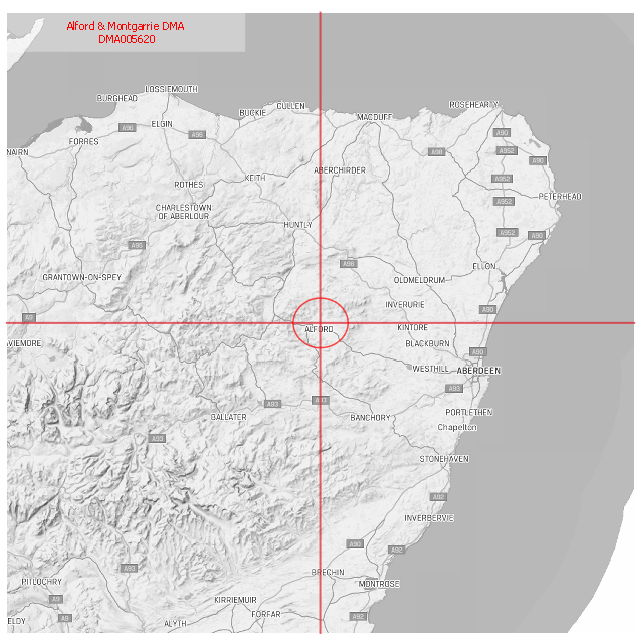 Alford & Montgarrie DMA
DMA005620
LOSSIEMOUTH
BURGHEAD
CULLEN
ROSEHEARTY
BUCKIE
MACDUFF
ELGIN
A96
A96
A90
FORRES
NAIRN
A98
A952
A90
ABERCHIRDER
KEITH
A952
ROTHES
PETERHEAD
A952
CHARLESTOWN
OF ABERLOUR
HUNTLY
A952
A90
A95
A96
ELLON
GRANTOWN-ON-SPEY
OLDMELDRUM
INVERURIE
A90
A9
ALFORD
KINTORE
VIEMORE
BLACKBURN
A90
WESTHILL
ABERDEEN
A93
A93
A93
BALLATER
BANCHORY
PORTLETHEN
Chapelton
A93
STONEHAVEN
A92
INVERBERVIE
A90
A92
A93
BRECHIN
PITLOCHRY
MONTROSE
A9
KIRRIEMUIR
FORFAR
A92
A9
ELDY
ALYTH